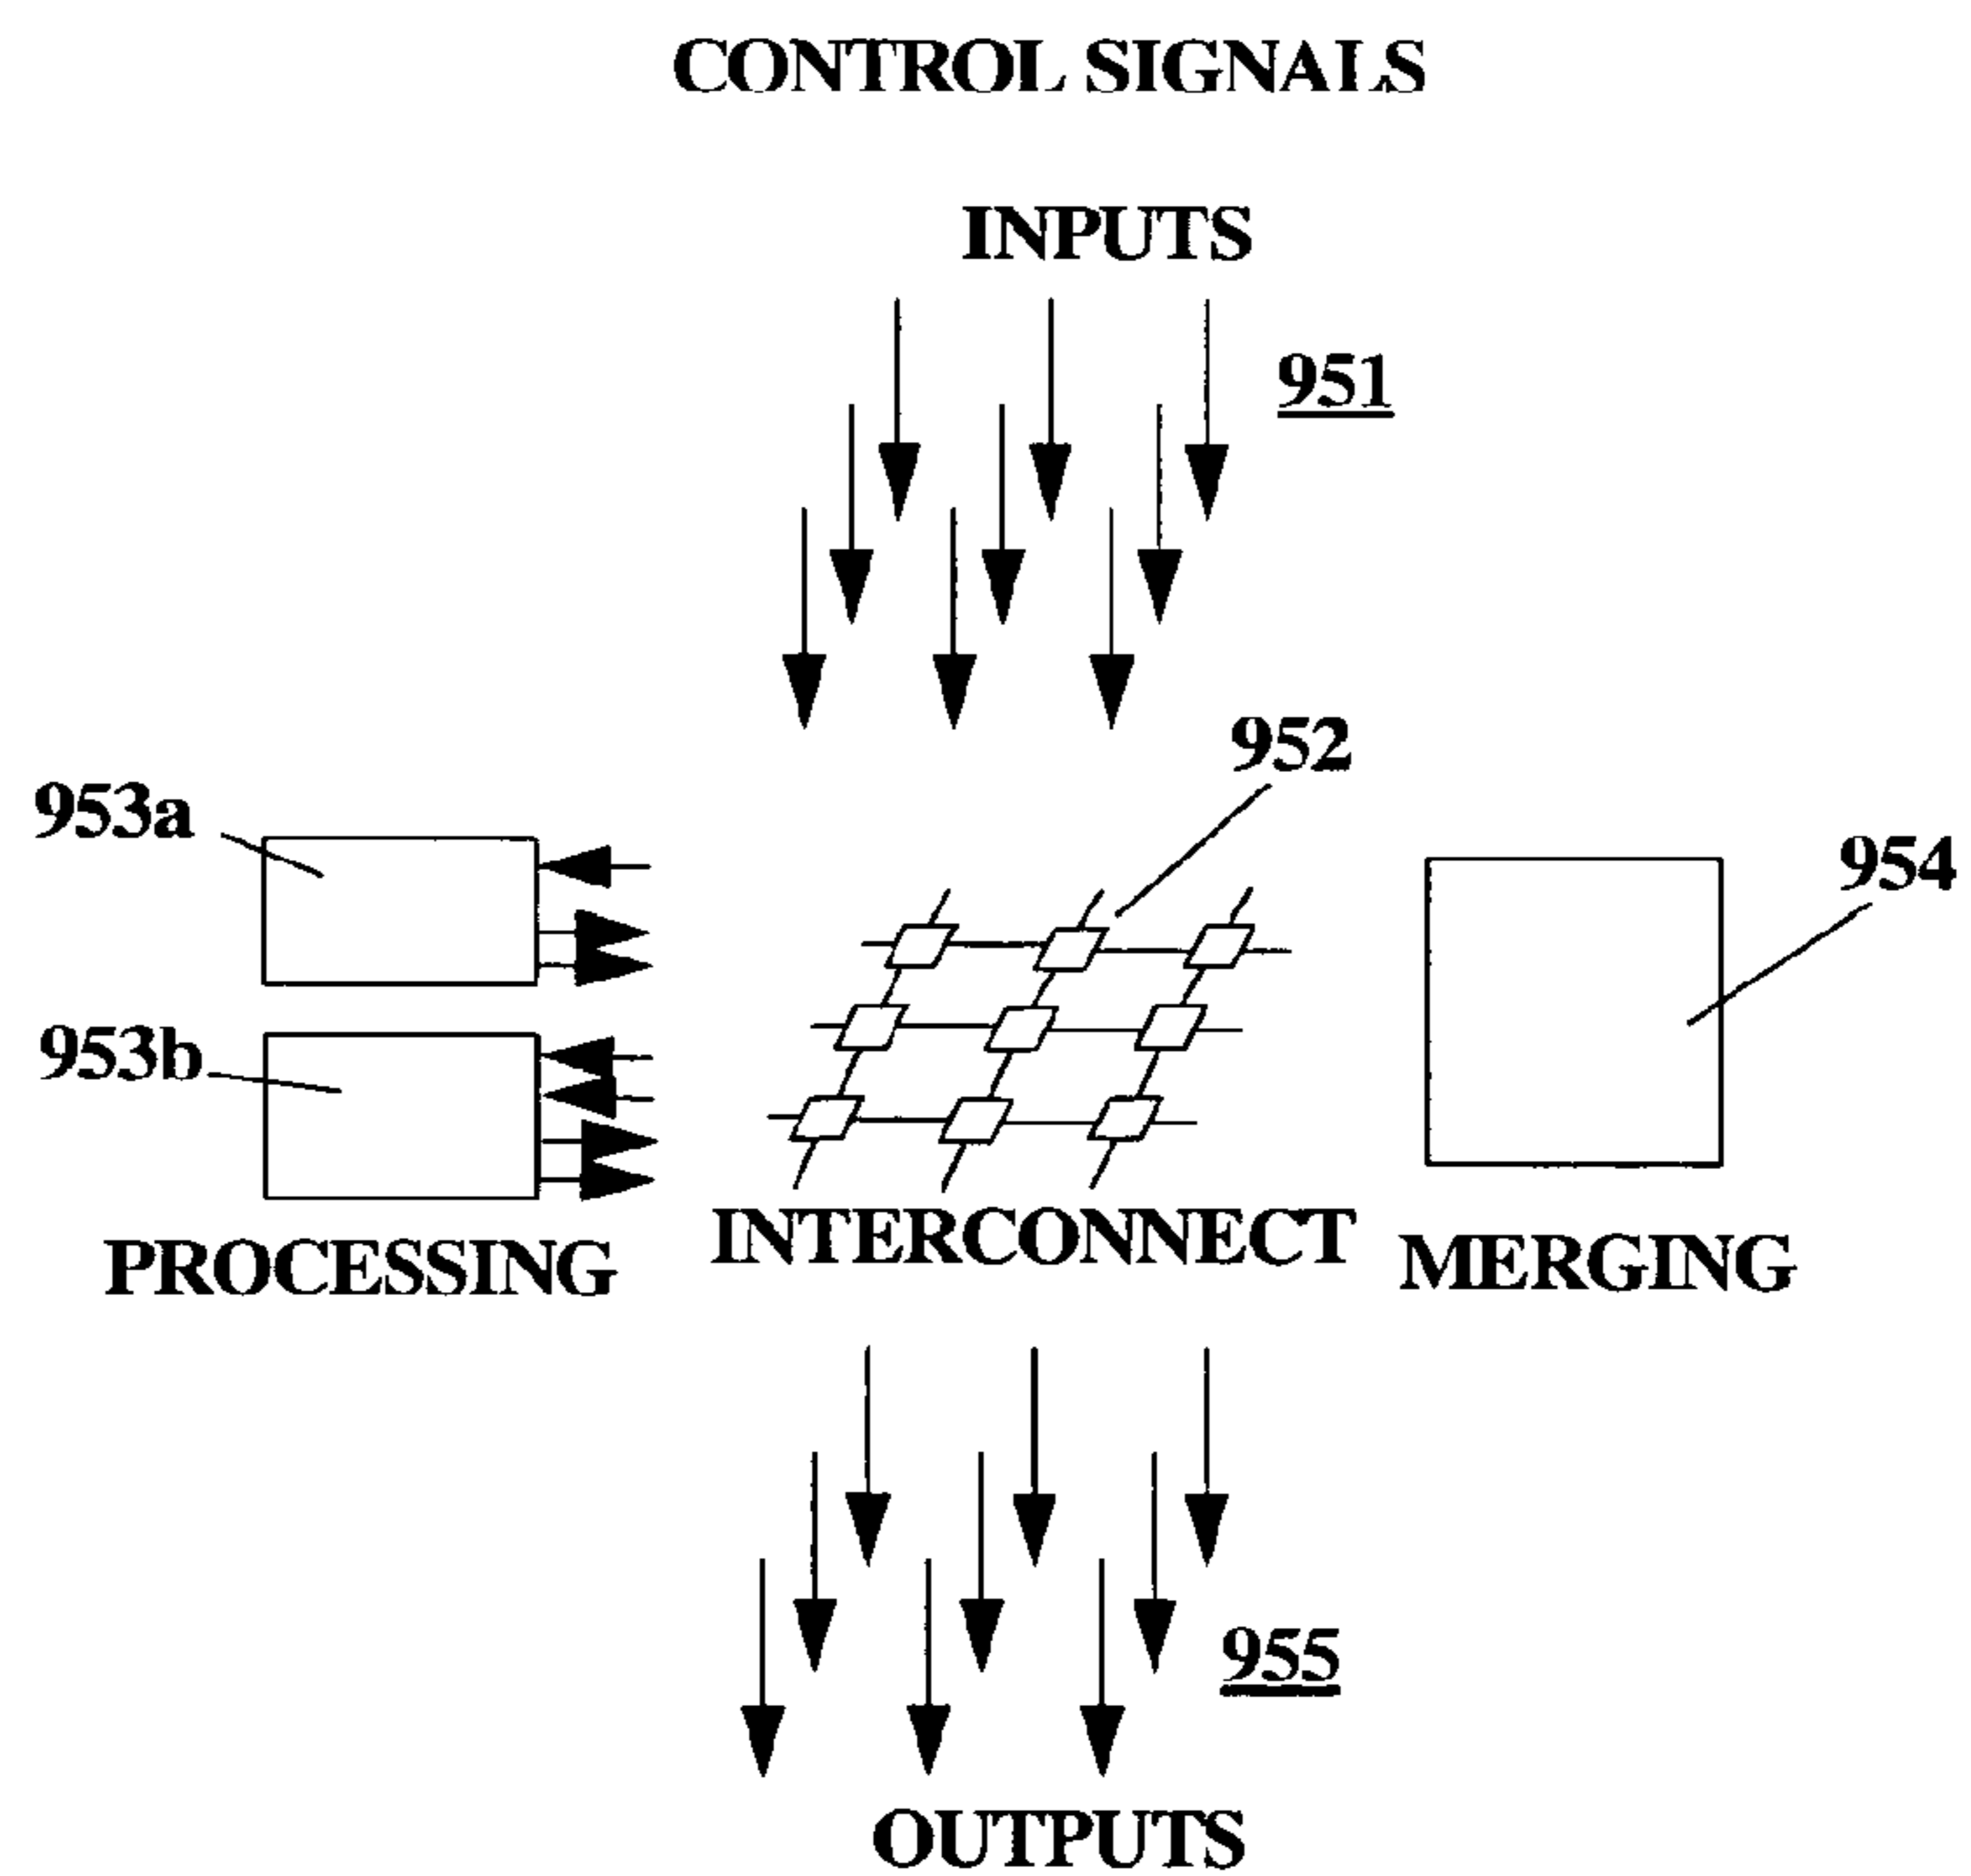 CONTROL SIGNALS
INPUTS
951
952
953a
954
953b
INTERCONNECT
PROCESSING
MERGING
955
OUTPUTS